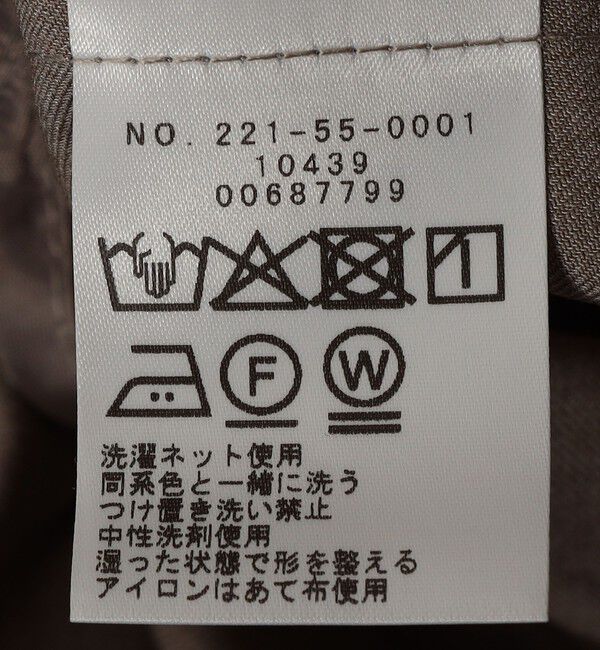 NO. 221-55-0001
10439
00687799
F W
洗濯ネット使用
同系色と一緒に洗う
つけ置き洗い禁止
中性洗剤使用
湿った状態で形を整える
アイロンはあて布使用